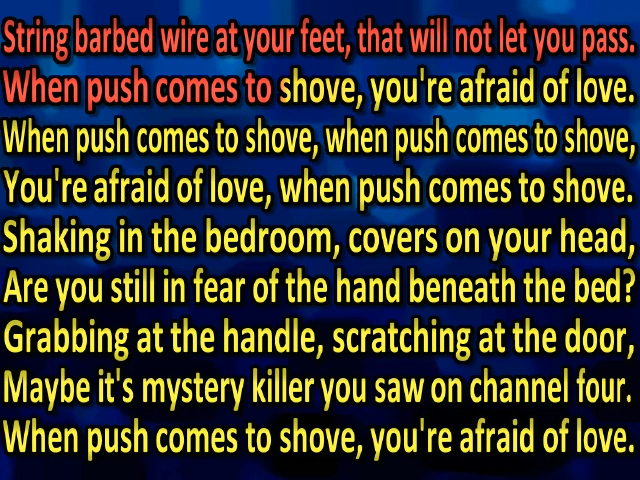 String barbed wire at your feet, that will not let you pass.
When push comes to shove, you're afraid of love.
When push comes to shove, when push comes to shove,
You're afraid of love, when push comes to shove.
Shaking in the bedroom, covers on your head,
Are you still in fear of the hand beneath the bed?
Grabbing at the handle, scratching at the door,
Maybe it's mystery killer you saw on channel four.
When push comes to shove, you're afraid of love.